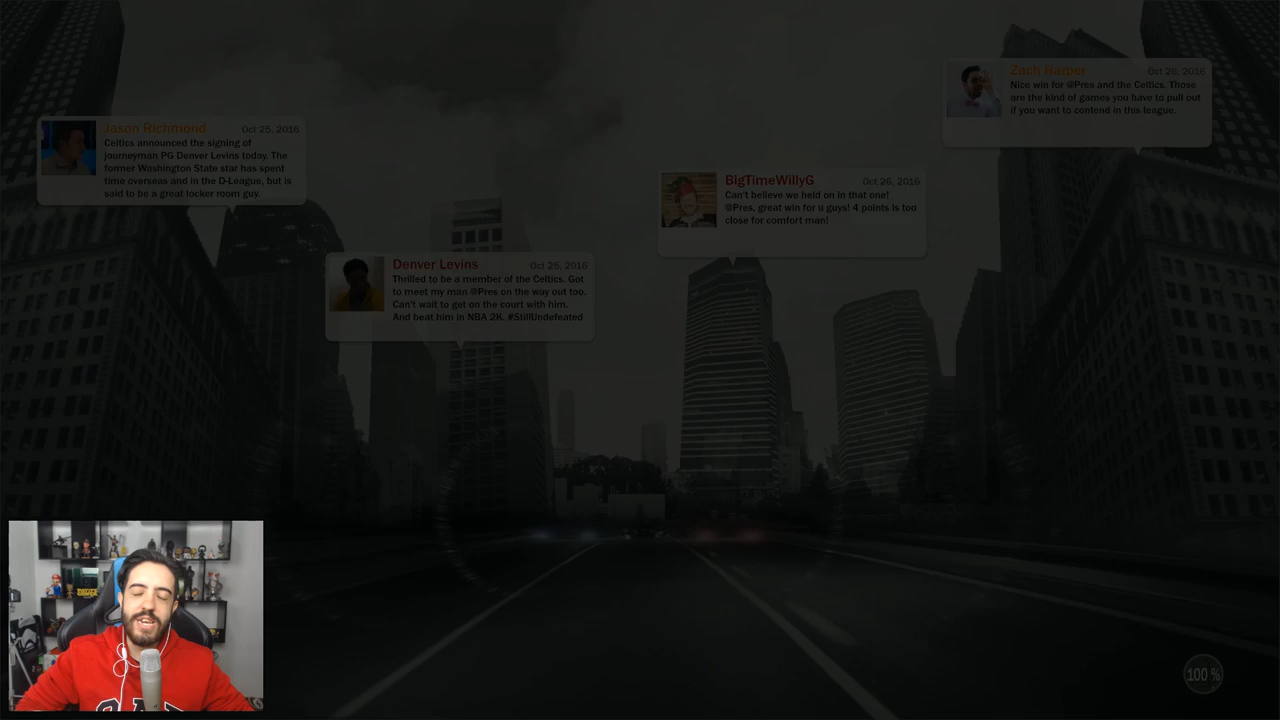 Jason Richmond Oct 25, 2016
Celtics announced the signing of
journeyman PG Denver Levins today. The
former Washington State star has spent
time overseas and in the D-League, but is
said to be a great locker room guy.
Denver Levins Oct 26, 2016
Thrilled to be a member of the Celtics. Got
to meet my man @Pres on the way out too.
Can't wait to get on the court with him.
And beat him in NBA 2K. #StillUndefeated
BigTimeWillyG Oct 26, 2016
Can't believe we held on in that one!
@Pres, great win for u guys! 4 points is too
close for comfort man!
Zach Harper Oct 26, 2016
Nice win for @Pres and the Celtics. Those
are the kind of games you have to pull out
if you want to contend in this league.
100 %